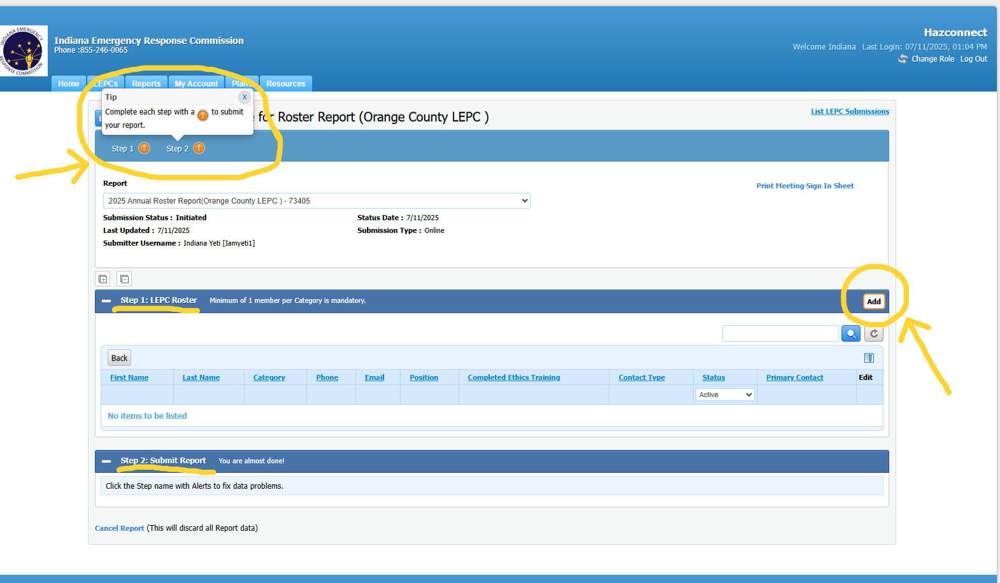 INDIANA EMERGENCY
RESPONSE COMMISSION
Indiana Emergency Response Commission
Phone :855-246-0065
Hazconnect
Welcome Indiana Last Login: 07/11/2025, 01:04 PM
Change Role Log Out
Home LEPCs Reports My Account Plans Resources
Tip X
Complete each step with a ! to submit
your report.
for Roster Report (Orange County LEPC )
List LEPC Submissions
Step 1 ! Step 2 !
Report
Print Meeting Sign In Sheet
2025 Annual Roster Report(Orange County LEPC ) - 73405
Submission Status : Initiated Status Date : 7/11/2025
Last Updated : 7/11/2025 Submission Type : Online
Submitter Username : Indiana Yeti [Iamyeti1]
Step 1: LEPC Roster Minimum of 1 member per Category is mandatory. Add
Back
First Name Last Name Category Phone Email Position Completed Ethics Training Contact Type Status Primary Contact Edit
Active
No items to be listed
Step 2: Submit Report You are almost done!
Click the Step name with Alerts to fix data problems.
Cancel Report (This will discard all Report data)